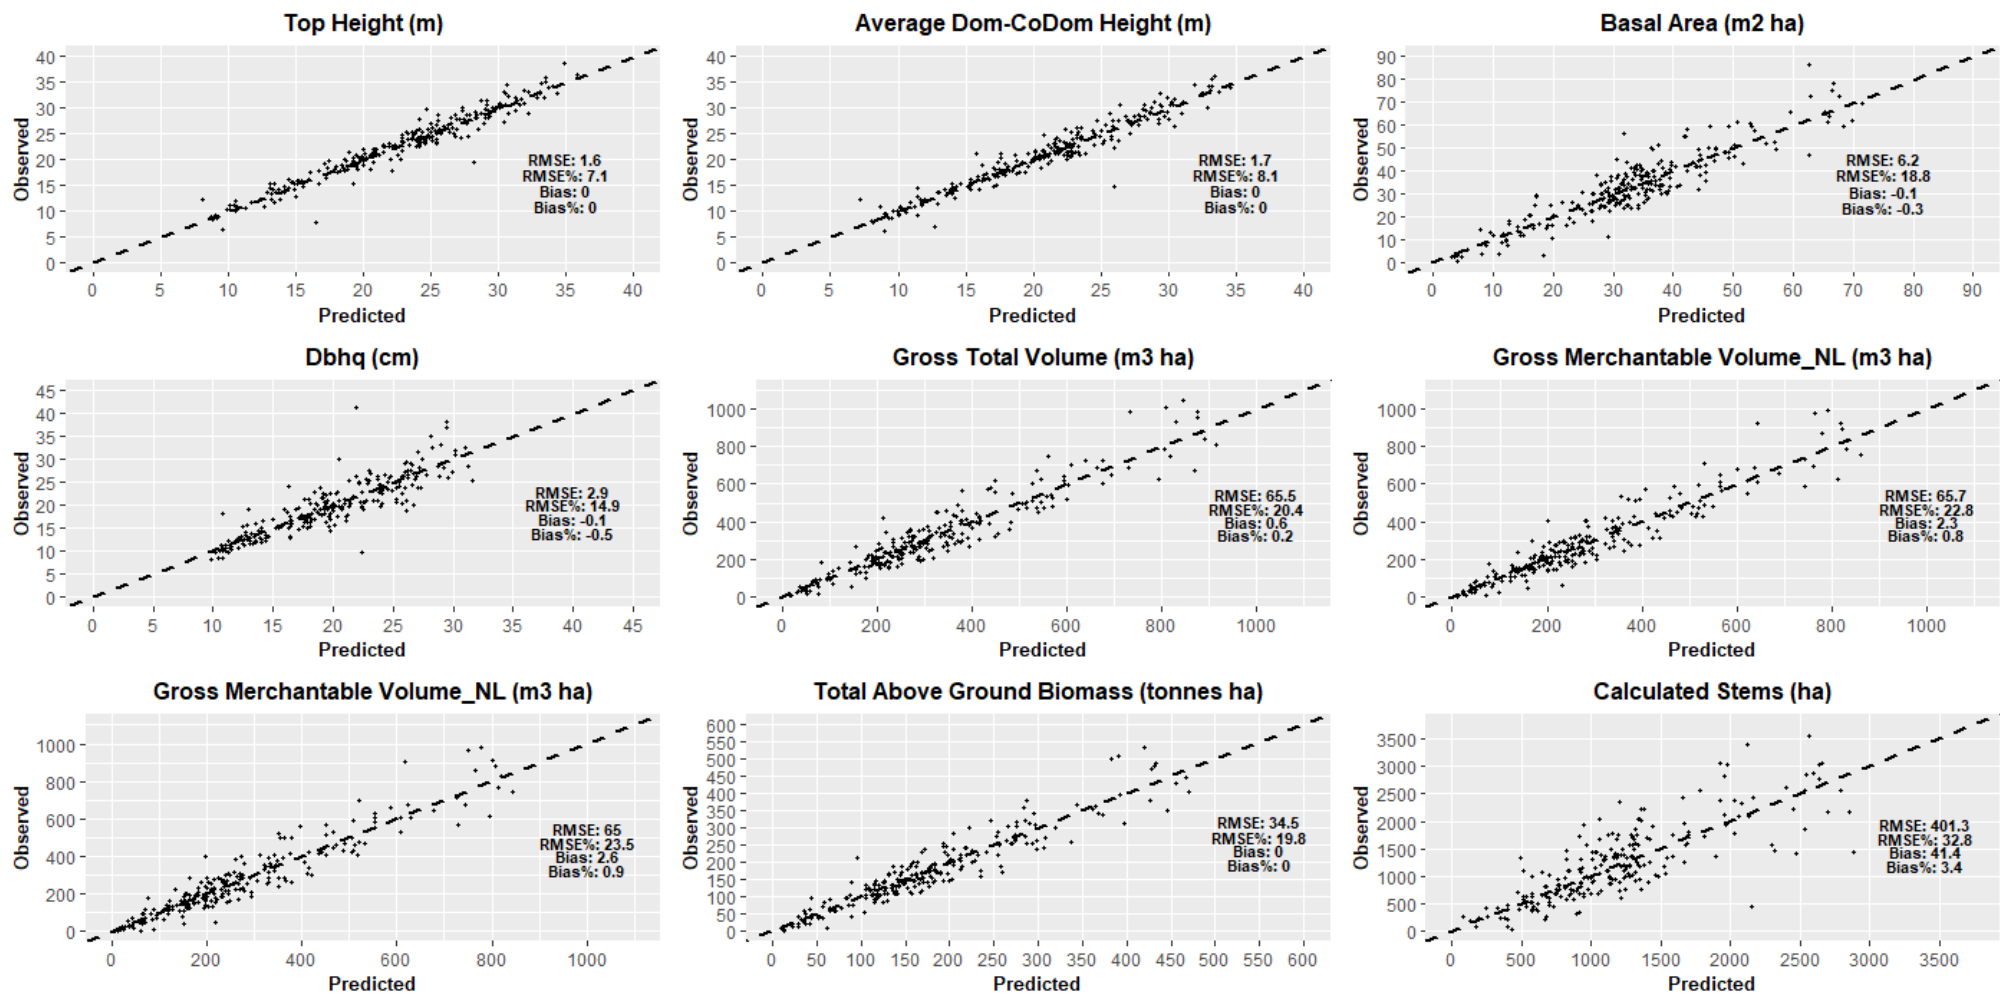 Top Height (m)
Observed
40
35
30
25
20
15
10
5
0
RMSE: 1.6
RMSE%: 7.1
Bias: 0
Bias%: 0
0 5 10 15 20 25 30 35 40
Predicted
Average Dom-CoDom Height (m)
Observed
40
35
30
25
20
15
10
5
0
RMSE: 1.7
RMSE%: 8.1
Bias: 0
Bias%: 0
0 5 10 15 20 25 30 35 40
Predicted
Basal Area (m2 ha)
Observed
90
80
70
60
50
40
30
20
10
0
RMSE: 6.2
RMSE%: 18.8
Bias: -0.1
Bias%: -0.3
0 10 20 30 40 50 60 70 80 90
Predicted
Dbhq (cm)
Observed
45
40
35
30
25
20
15
10
5
0
RMSE: 2.9
RMSE%: 14.9
Bias: -0.1
Bias%: -0.5
0 5 10 15 20 25 30 35 40 45
Predicted
Gross Total Volume (m3 ha)
Observed
1000
800
600
400
200
0
RMSE: 65.5
RMSE%: 20.4
Bias: 0.6
Bias%: 0.2
0 200 400 600 800 1000
Predicted
Gross Merchantable Volume_NL (m3 ha)
Observed
1000
800
600
400
200
0
RMSE: 65.7
RMSE%: 22.8
Bias: 2.3
Bias%: 0.8
0 200 400 600 800 1000
Predicted
Gross Merchantable Volume_NL (m3 ha)
Observed
1000
800
600
400
200
0
RMSE: 65
RMSE%: 23.5
Bias: 2.6
Bias%: 0.9
0 200 400 600 800 1000
Predicted
Total Above Ground Biomass (tonnes ha)
Observed
600
550
500
450
400
350
300
250
200
150
100
50
0
RMSE: 34.5
RMSE%: 19.8
Bias: 0
Bias%: 0
0 50 100 150 200 250 300 350 400 450 500 550 600
Predicted
Calculated Stems (ha)
Observed
3500
3000
2500
2000
1500
1000
500
0
RMSE: 401.3
RMSE%: 32.8
Bias: 41.4
Bias%: 3.4
0 500 1000 1500 2000 2500 3000 3500
Predicted